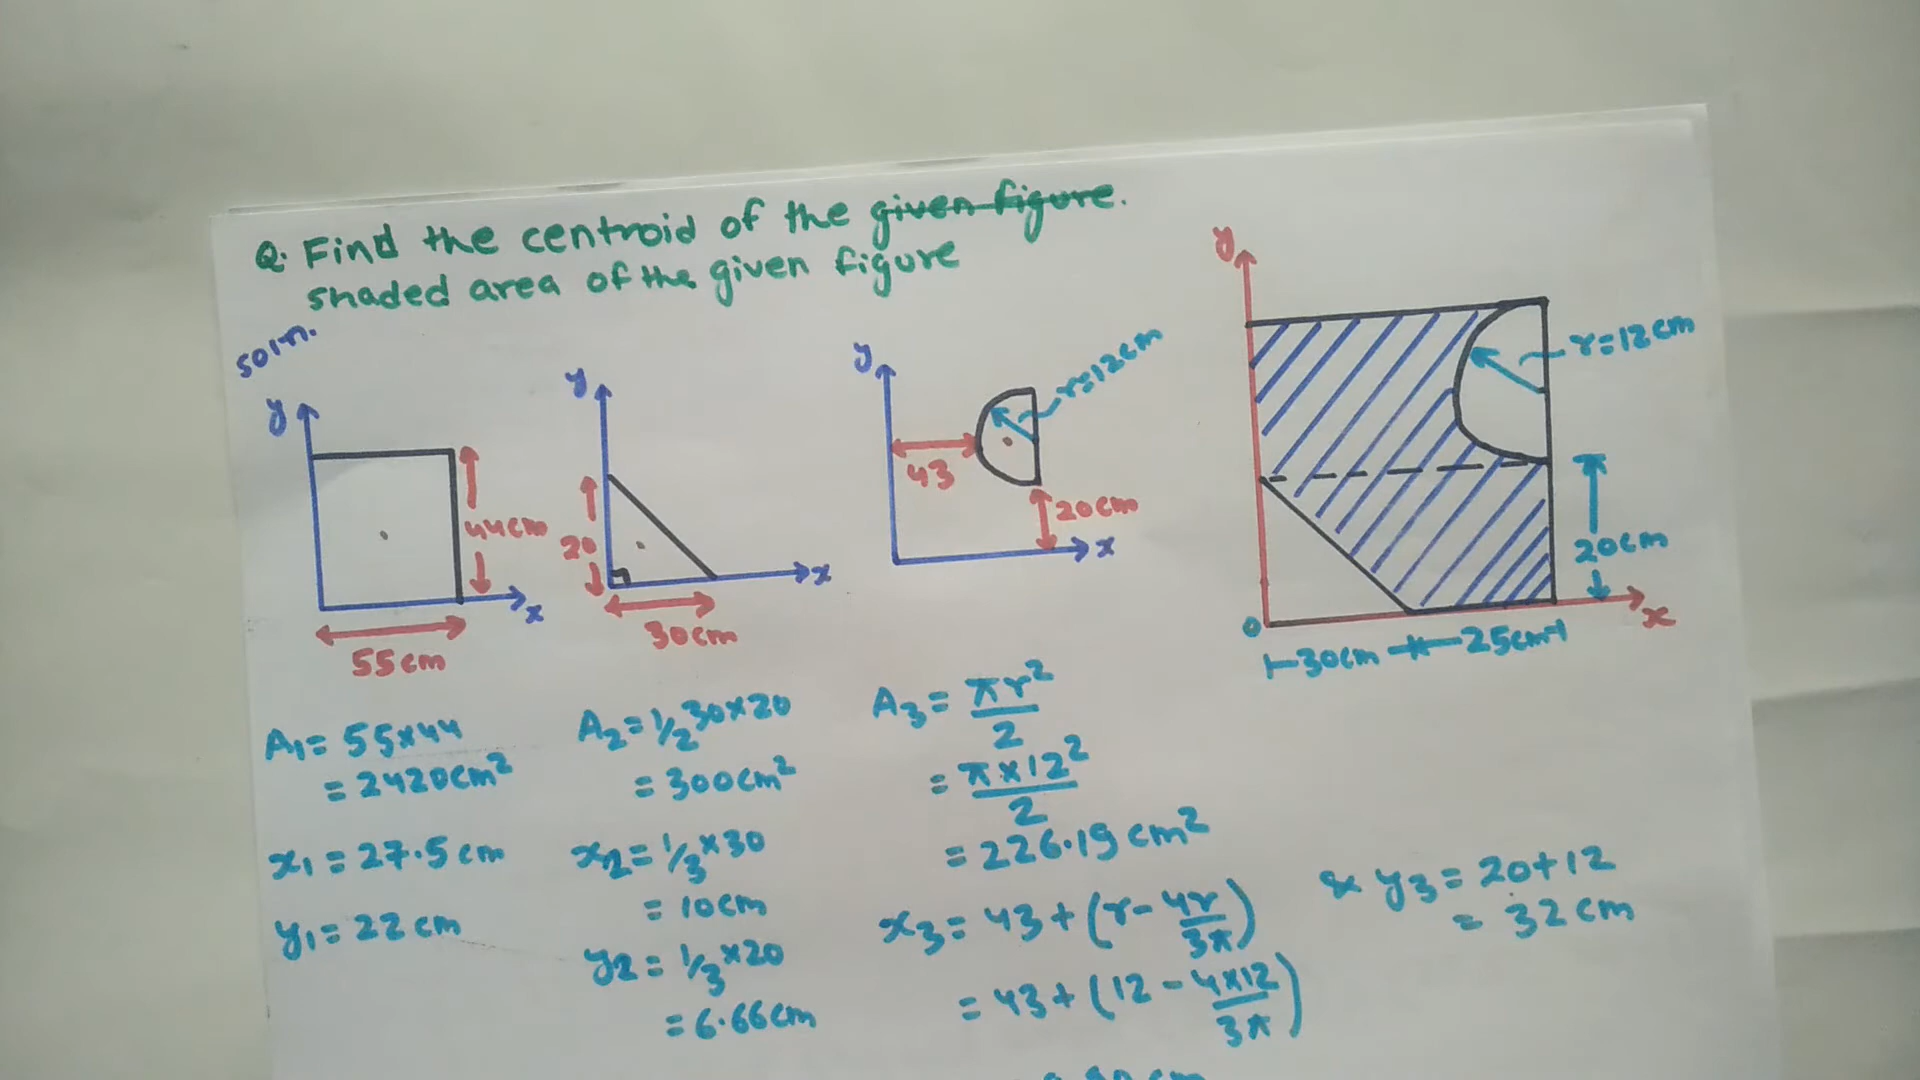 Q. Find the centroid of the given figure.
shaded area of the given figure
soln.
y
44cm
x
55cm
y
20
x
30cm
y
r=12cm
43
20cm
x
y
r=12cm
20cm
0
x
30cm
25cm
A₁= 55×44
= 2420cm²
x₁ = 27.5 cm
y₁= 22 cm
A₂=½30×20
= 300cm²
x₂= ⅓×30
= 10cm
y₂ = ⅓×20
= 6.66cm
A₃= πr²/2
= π×12²/2
= 226.19 cm²
x₃= 43+(r-4r/3π)
= 43+(12-4×12/3π)
& y₃= 20+12
= 32 cm